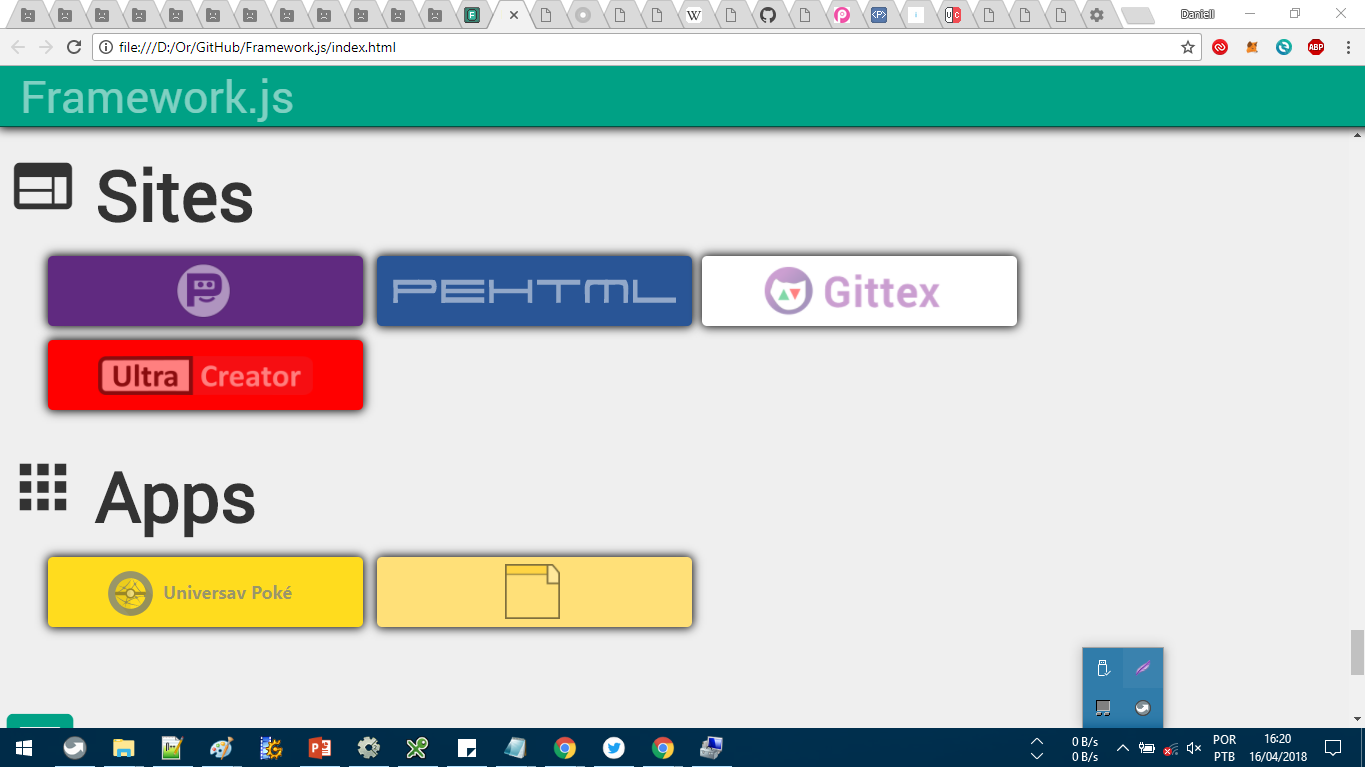 Daniell
file:///D:/Or/GitHub/Framework.js/index.html
ABP
Framework.js
Sites
PEHTML
Gittex
Ultra Creator
Apps
Universav Poké
0 B/s
0 B/s
POR
PTB
16:20
16/04/2018